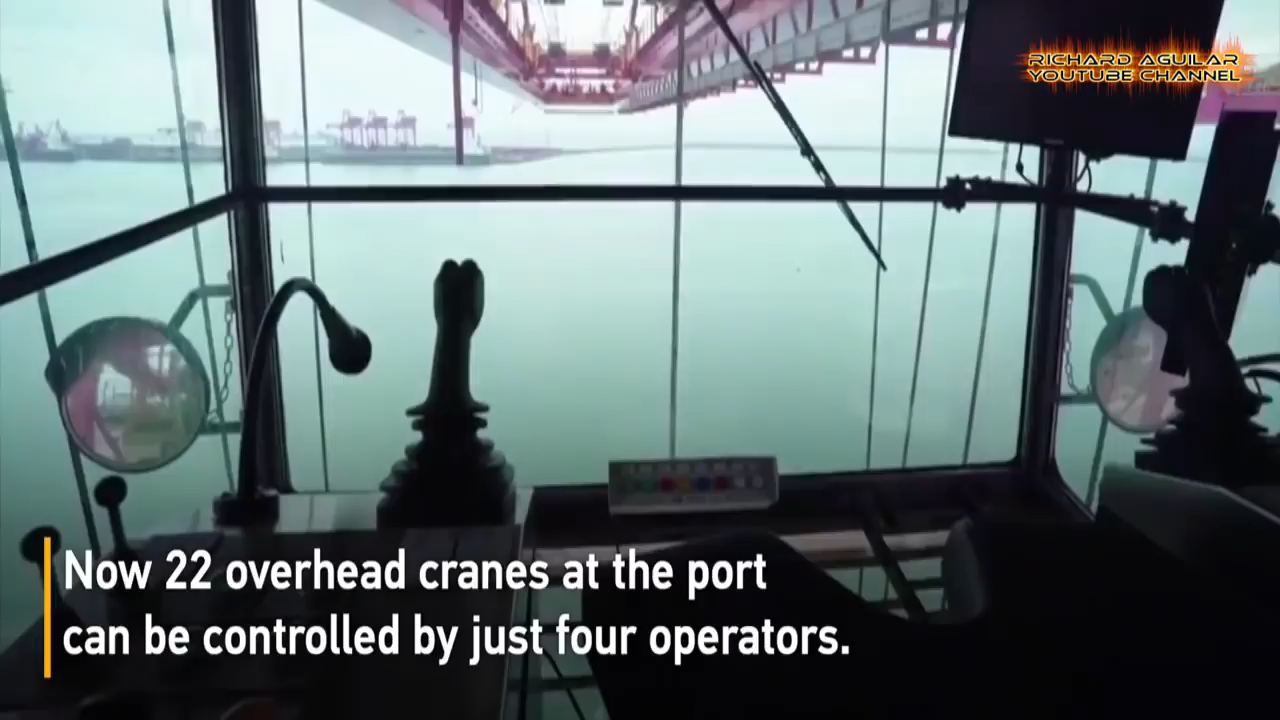 RICHARD AGUILAR
YOUTUBE CHANNEL
Now 22 overhead cranes at the port
can be controlled by just four operators.